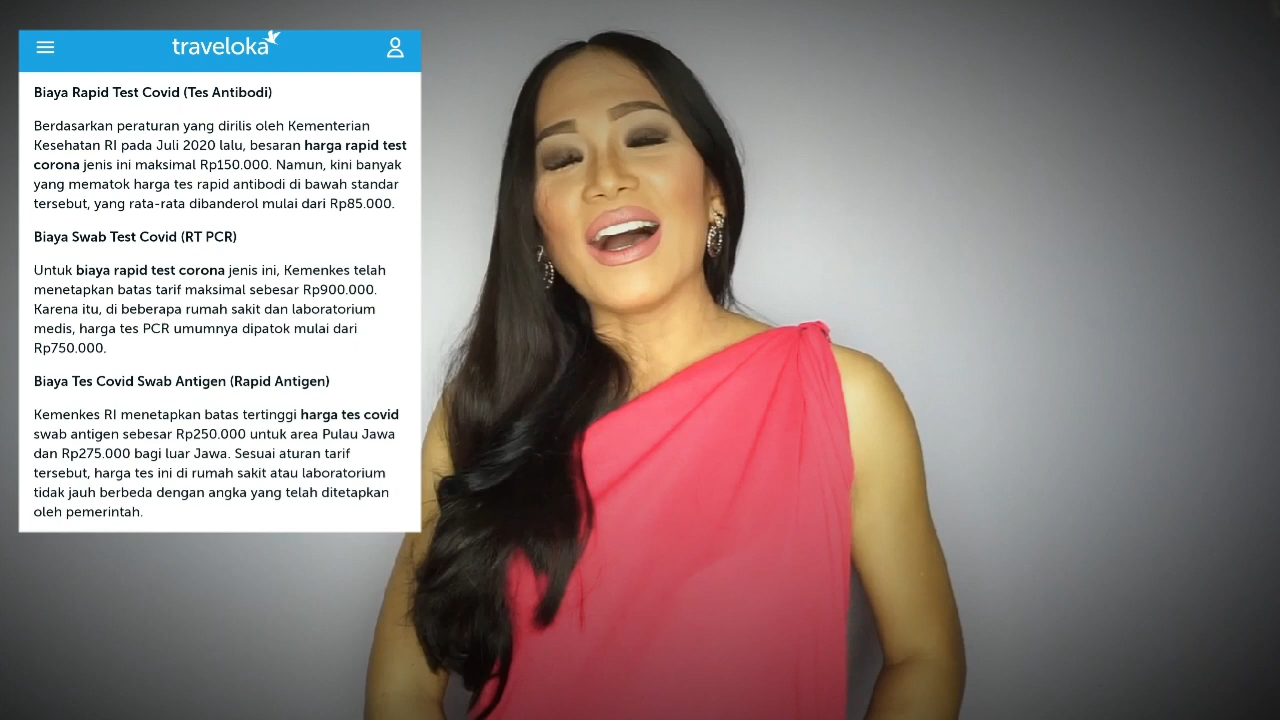 traveloka
Biaya Rapid Test Covid (Tes Antibodi)
Berdasarkan peraturan yang dirilis oleh Kementerian
Kesehatan RI pada Juli 2020 lalu, besaran harga rapid test
corona jenis ini maksimal Rp150.000. Namun, kini banyak
yang mematok harga tes rapid antibodi di bawah standar
tersebut, yang rata-rata dibanderol mulai dari Rp85.000.
Biaya Swab Test Covid (RT PCR)
Untuk biaya rapid test corona jenis ini, Kemenkes telah
menetapkan batas tarif maksimal sebesar Rp900.000.
Karena itu, di beberapa rumah sakit dan laboratorium
medis, harga tes PCR umumnya dipatok mulai dari
Rp750.000.
Biaya Tes Covid Swab Antigen (Rapid Antigen)
Kemenkes RI menetapkan batas tertinggi harga tes covid
swab antigen sebesar Rp250.000 untuk area Pulau Jawa
dan Rp275.000 bagi luar Jawa. Sesuai aturan tarif
tersebut, harga tes ini di rumah sakit atau laboratorium
tidak jauh berbeda dengan angka yang telah ditetapkan
oleh pemerintah.